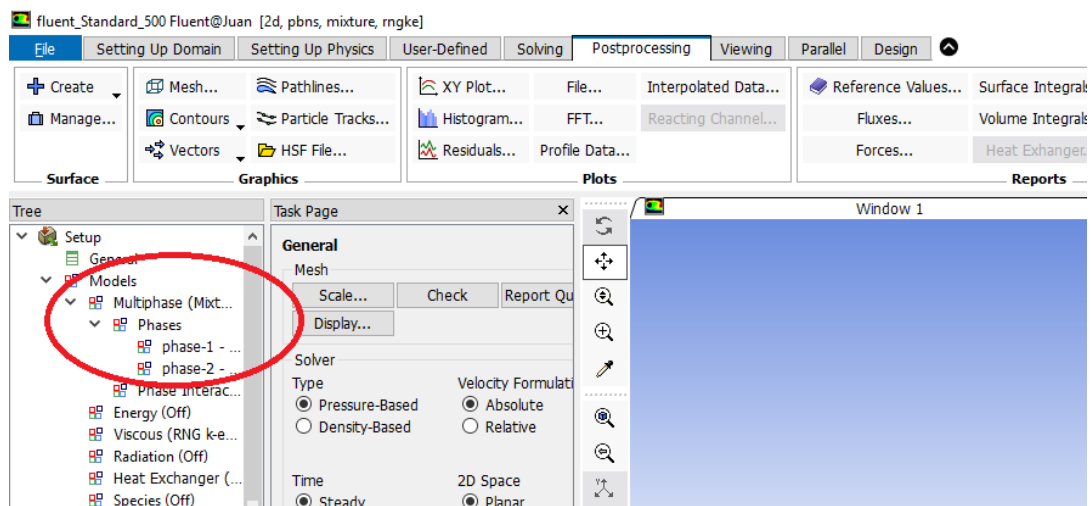 fluent_Standard_500 Fluent@Juan [2d, pbns, mixture, rngke]
File Setting Up Domain Setting Up Physics User-Defined Solving Postprocessing Viewing Parallel Design
Create Mesh... Pathlines... XY Plot... File... Interpolated Data... Reference Values... Surface Integrals
Manage... Contours Particle Tracks... Histogram... FFT... Reacting Channel... Fluxes... Volume Integrals
Vectors HSF File... Residuals... Profile Data... Forces... Heat Exhanger.
Surface Graphics Plots Reports
Tree Task Page Window 1
Setup
General
Models
Multiphase (Mixt...
Phases
phase-1 - ...
phase-2 - ...
Phase Interac...
Energy (Off)
Viscous (RNG k-e...
Radiation (Off)
Heat Exchanger (...
Species (Off)
General
Mesh
Scale... Check Report Qu
Display...
Solver
Type Velocity Formulati
Pressure-Based Absolute
Density-Based Relative
Time 2D Space
Steady Planar